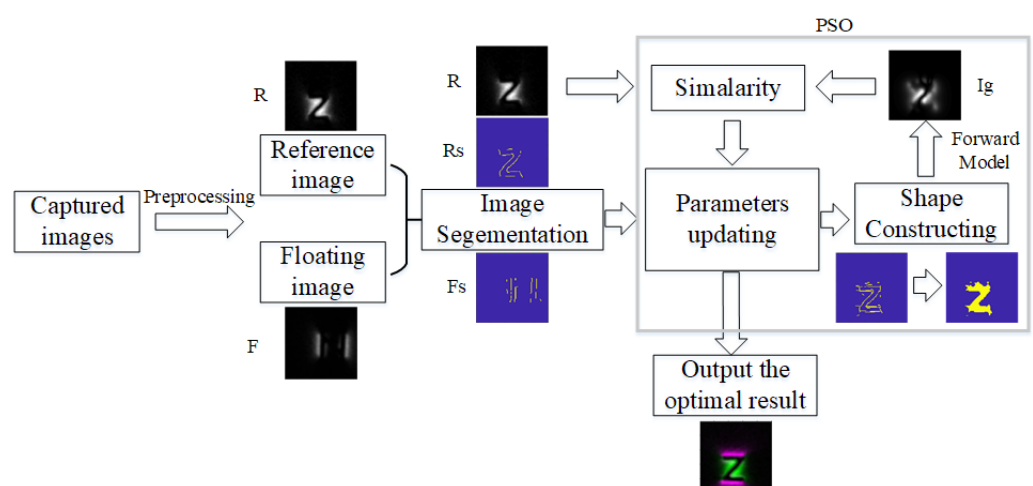 PSO
R
R
Simalarity
Ig
Reference
image
Rs
Forward
Model
Captured
images
Preprocessing
Image
Segementation
Parameters
updating
Shape
Constructing
Floating
image
Fs
F
Output the
optimal result